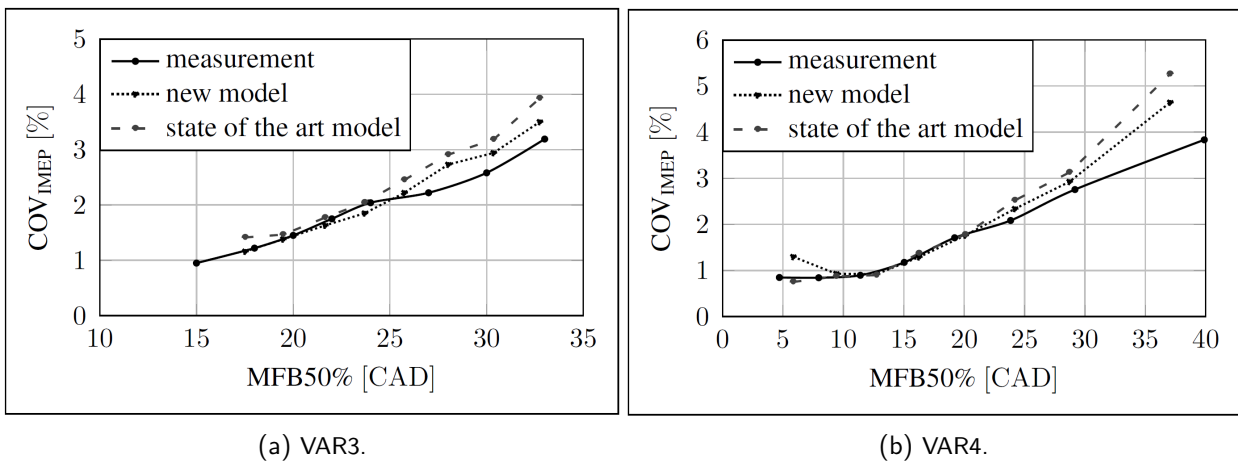 5
4
3
2
1
0
10
15
20
25
30
35
COV_IMEP [%]
MFB50% [CAD]
measurement
new model
state of the art model
(a) VAR3.
6
5
4
3
2
1
0
0
5
10
15
20
25
30
35
40
COV_IMEP [%]
MFB50% [CAD]
measurement
new model
state of the art model
(b) VAR4.